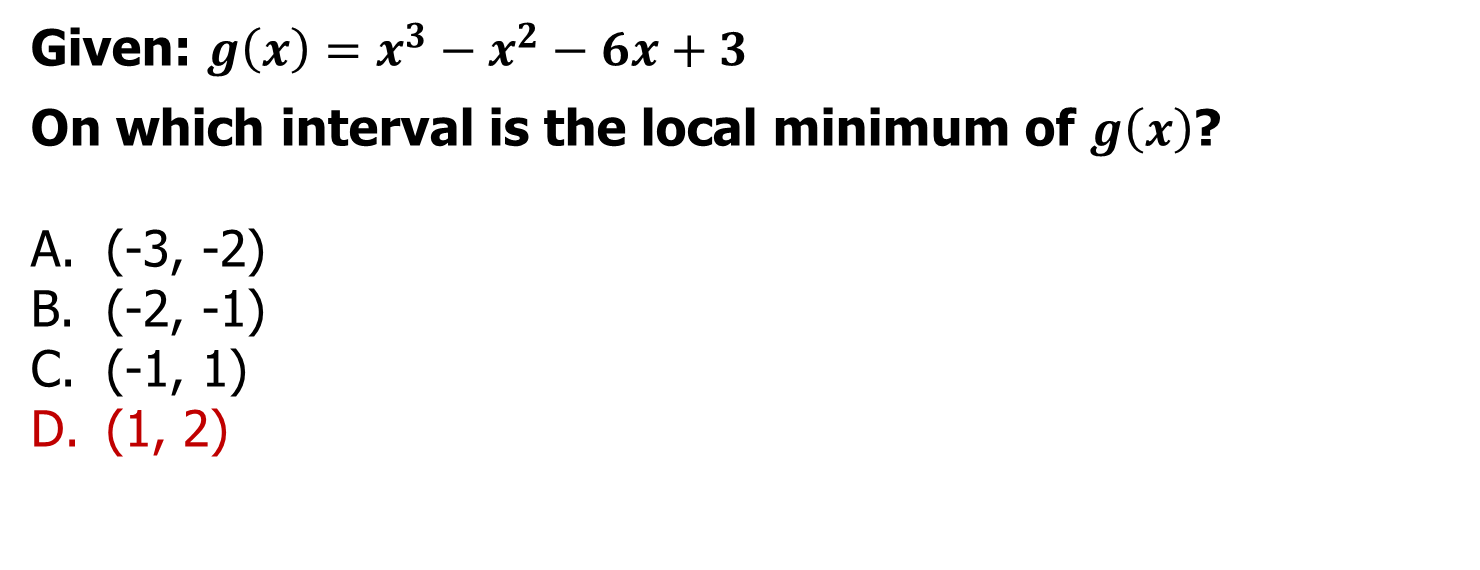 Given: g(x) = x³ − x² − 6x + 3
On which interval is the local minimum of g(x)?
A. (-3, -2)
B. (-2, -1)
C. (-1, 1)
D. (1, 2)